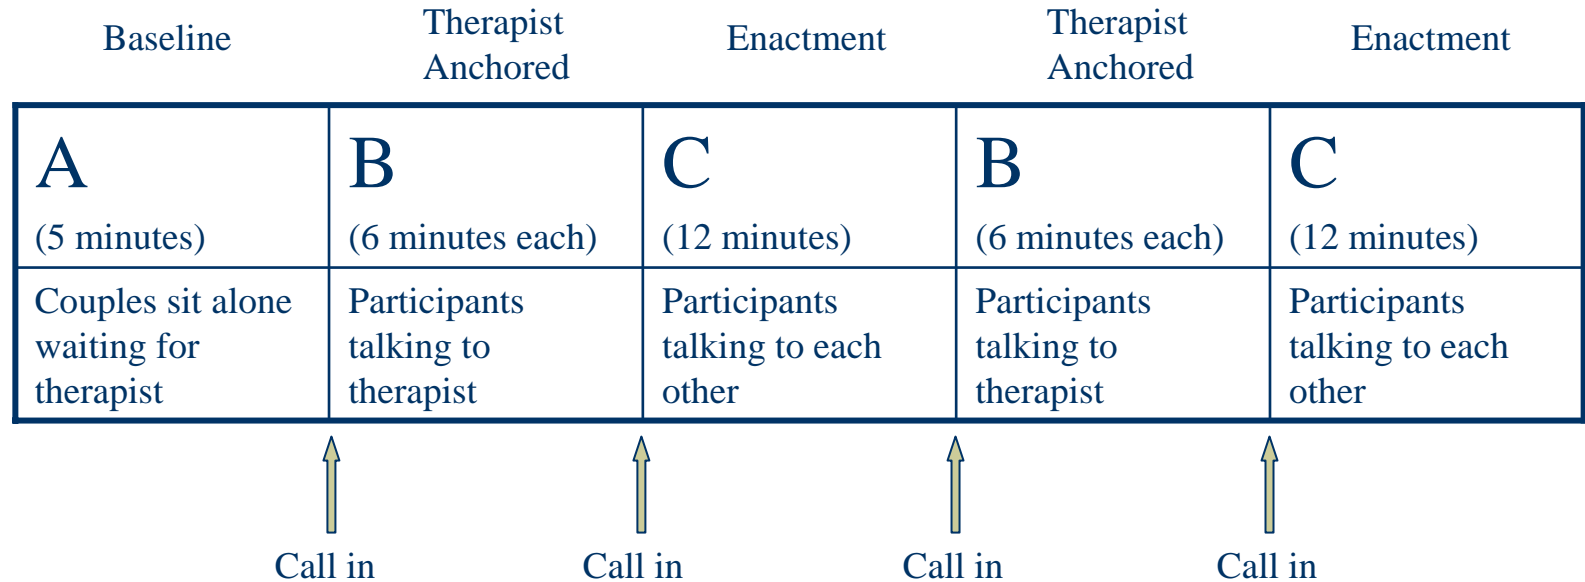 Baseline
Therapist
Anchored
Enactment
Therapist
Anchored
Enactment
A
(5 minutes)
B
(6 minutes each)
C
(12 minutes)
B
(6 minutes each)
C
(12 minutes)
Couples sit alone
waiting for
therapist
Participants
talking to
therapist
Participants
talking to each
other
Participants
talking to
therapist
Participants
talking to each
other
Call in
Call in
Call in
Call in